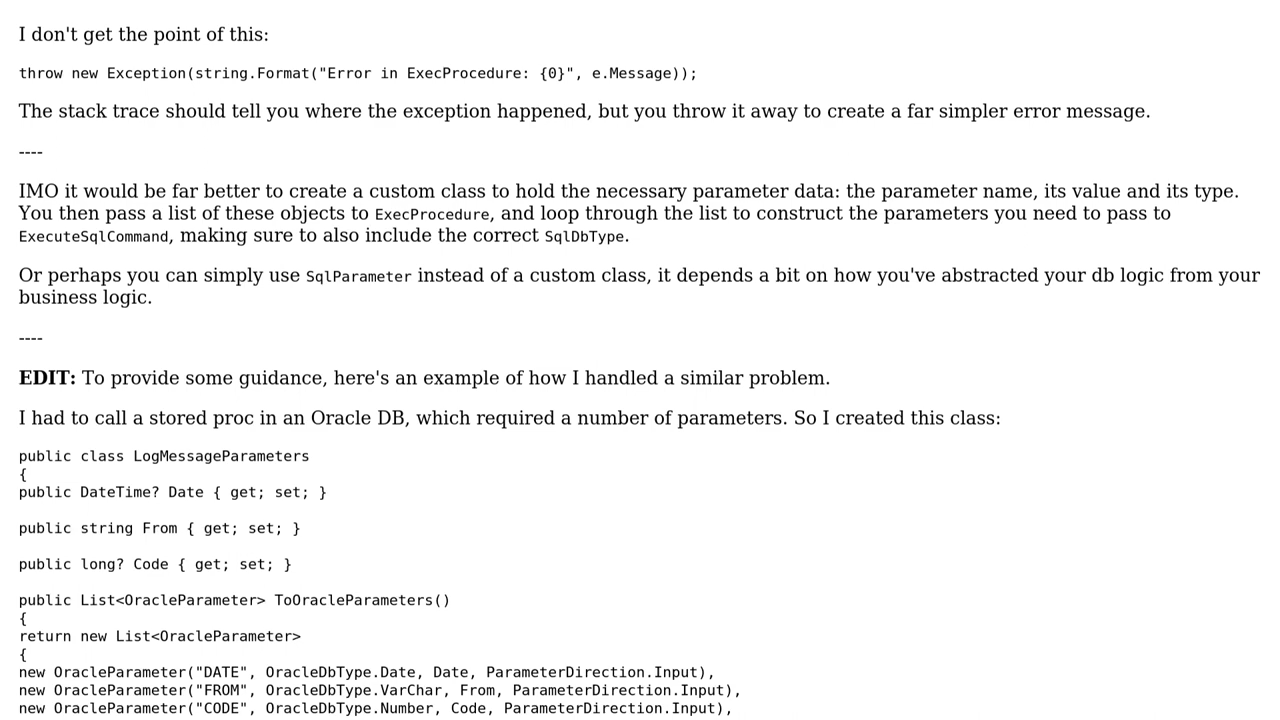 I don't get the point of this:
throw new Exception(string.Format("Error in ExecProcedure: {0}", e.Message));
The stack trace should tell you where the exception happened, but you throw it away to create a far simpler error message.
----
IMO it would be far better to create a custom class to hold the necessary parameter data: the parameter name, its value and its type.
You then pass a list of these objects to ExecProcedure, and loop through the list to construct the parameters you need to pass to
ExecuteSqlCommand, making sure to also include the correct SqlDbType.
Or perhaps you can simply use SqlParameter instead of a custom class, it depends a bit on how you've abstracted your db logic from your
business logic.
----
EDIT: To provide some guidance, here's an example of how I handled a similar problem.
I had to call a stored proc in an Oracle DB, which required a number of parameters. So I created this class:
public class LogMessageParameters
{
public DateTime? Date { get; set; }
public string From { get; set; }
public long? Code { get; set; }
public List<OracleParameter> ToOracleParameters()
{
return new List<OracleParameter>
{
new OracleParameter("DATE", OracleDbType.Date, Date, ParameterDirection.Input),
new OracleParameter("FROM", OracleDbType.VarChar, From, ParameterDirection.Input),
new OracleParameter("CODE", OracleDbType.Number, Code, ParameterDirection.Input),